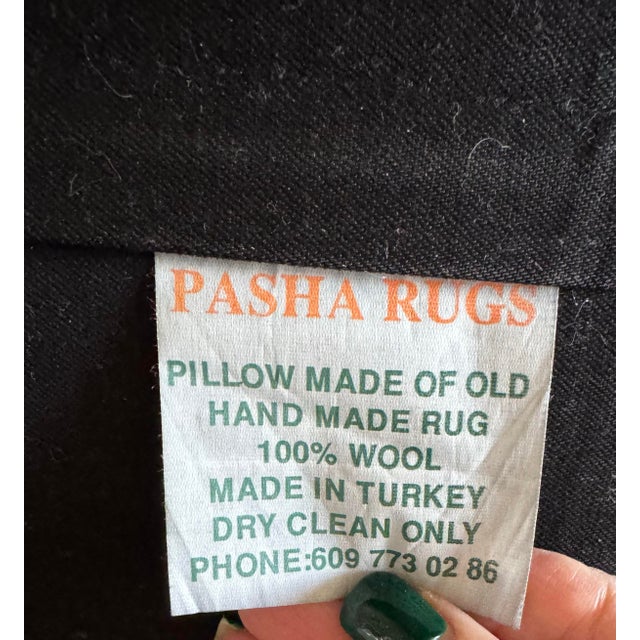 PASHA RUGS
PILLOW MADE OF OLD
HAND MADE RUG
100% WOOL
MADE IN TURKEY
DRY CLEAN ONLY
PHONE:609 773 02 86